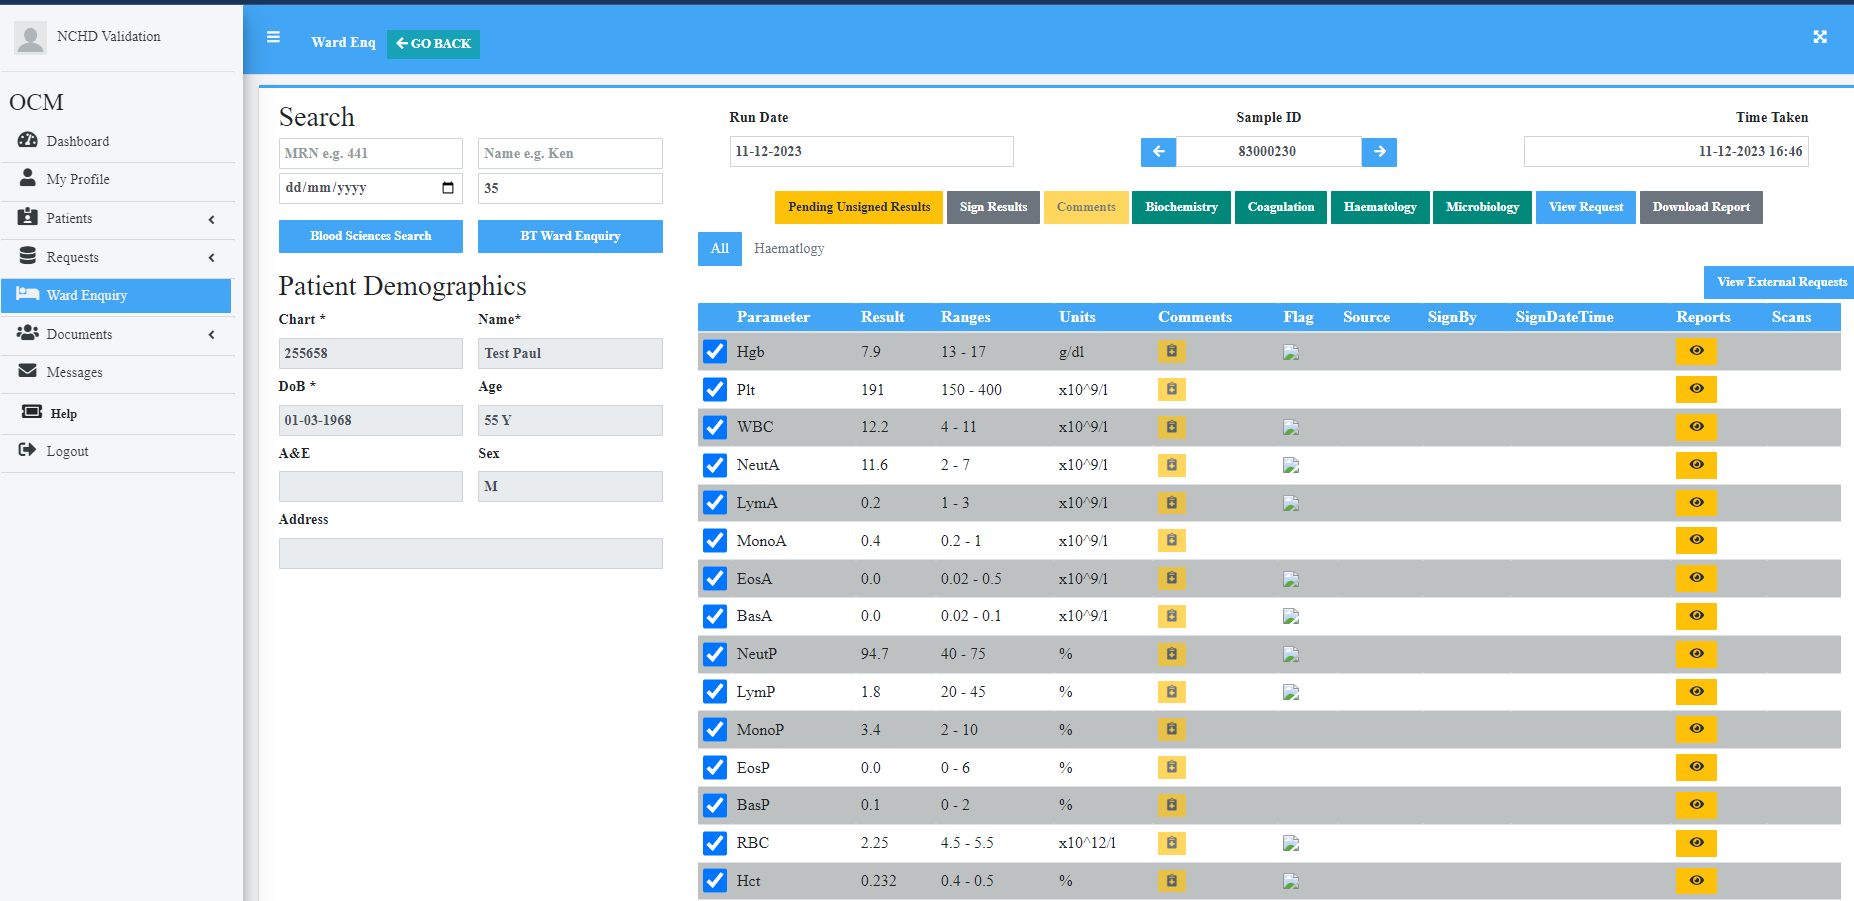 NCHD Validation
OCM
Dashboard
My Profile
Patients
Requests
Ward Enquiry
Documents
Messages
Help
Logout
Ward Enq GO BACK
Search
MRN e.g. 441 Name e.g. Ken
dd/mm/yyyy 35
Blood Sciences Search BT Ward Enquiry
Patient Demographics
Chart * Name*
255658 Test Paul
DoB * Age
01-03-1968 55 Y
A&E Sex
M
Address
Run Date Sample ID Time Taken
11-12-2023 83000230 11-12-2023 16:46
Pending Unsigned Results Sign Results Comments Biochemistry Coagulation Haematology Microbiology View Request Download Report
All Haematlogy
View External Requests
Parameter Result Ranges Units Comments Flag Source SignBy SignDateTime Reports Scans
Hgb 7.9 13 - 17 g/dl
Plt 191 150 - 400 x10^9/l
WBC 12.2 4 - 11 x10^9/l
NeutA 11.6 2 - 7 x10^9/l
LymA 0.2 1 - 3 x10^9/l
MonoA 0.4 0.2 - 1 x10^9/l
EosA 0.0 0.02 - 0.5 x10^9/l
BasA 0.0 0.02 - 0.1 x10^9/l
NeutP 94.7 40 - 75 %
LymP 1.8 20 - 45 %
MonoP 3.4 2 - 10 %
EosP 0.0 0 - 6 %
BasP 0.1 0 - 2 %
RBC 2.25 4.5 - 5.5 x10^12/l
Hct 0.232 0.4 - 0.5 %